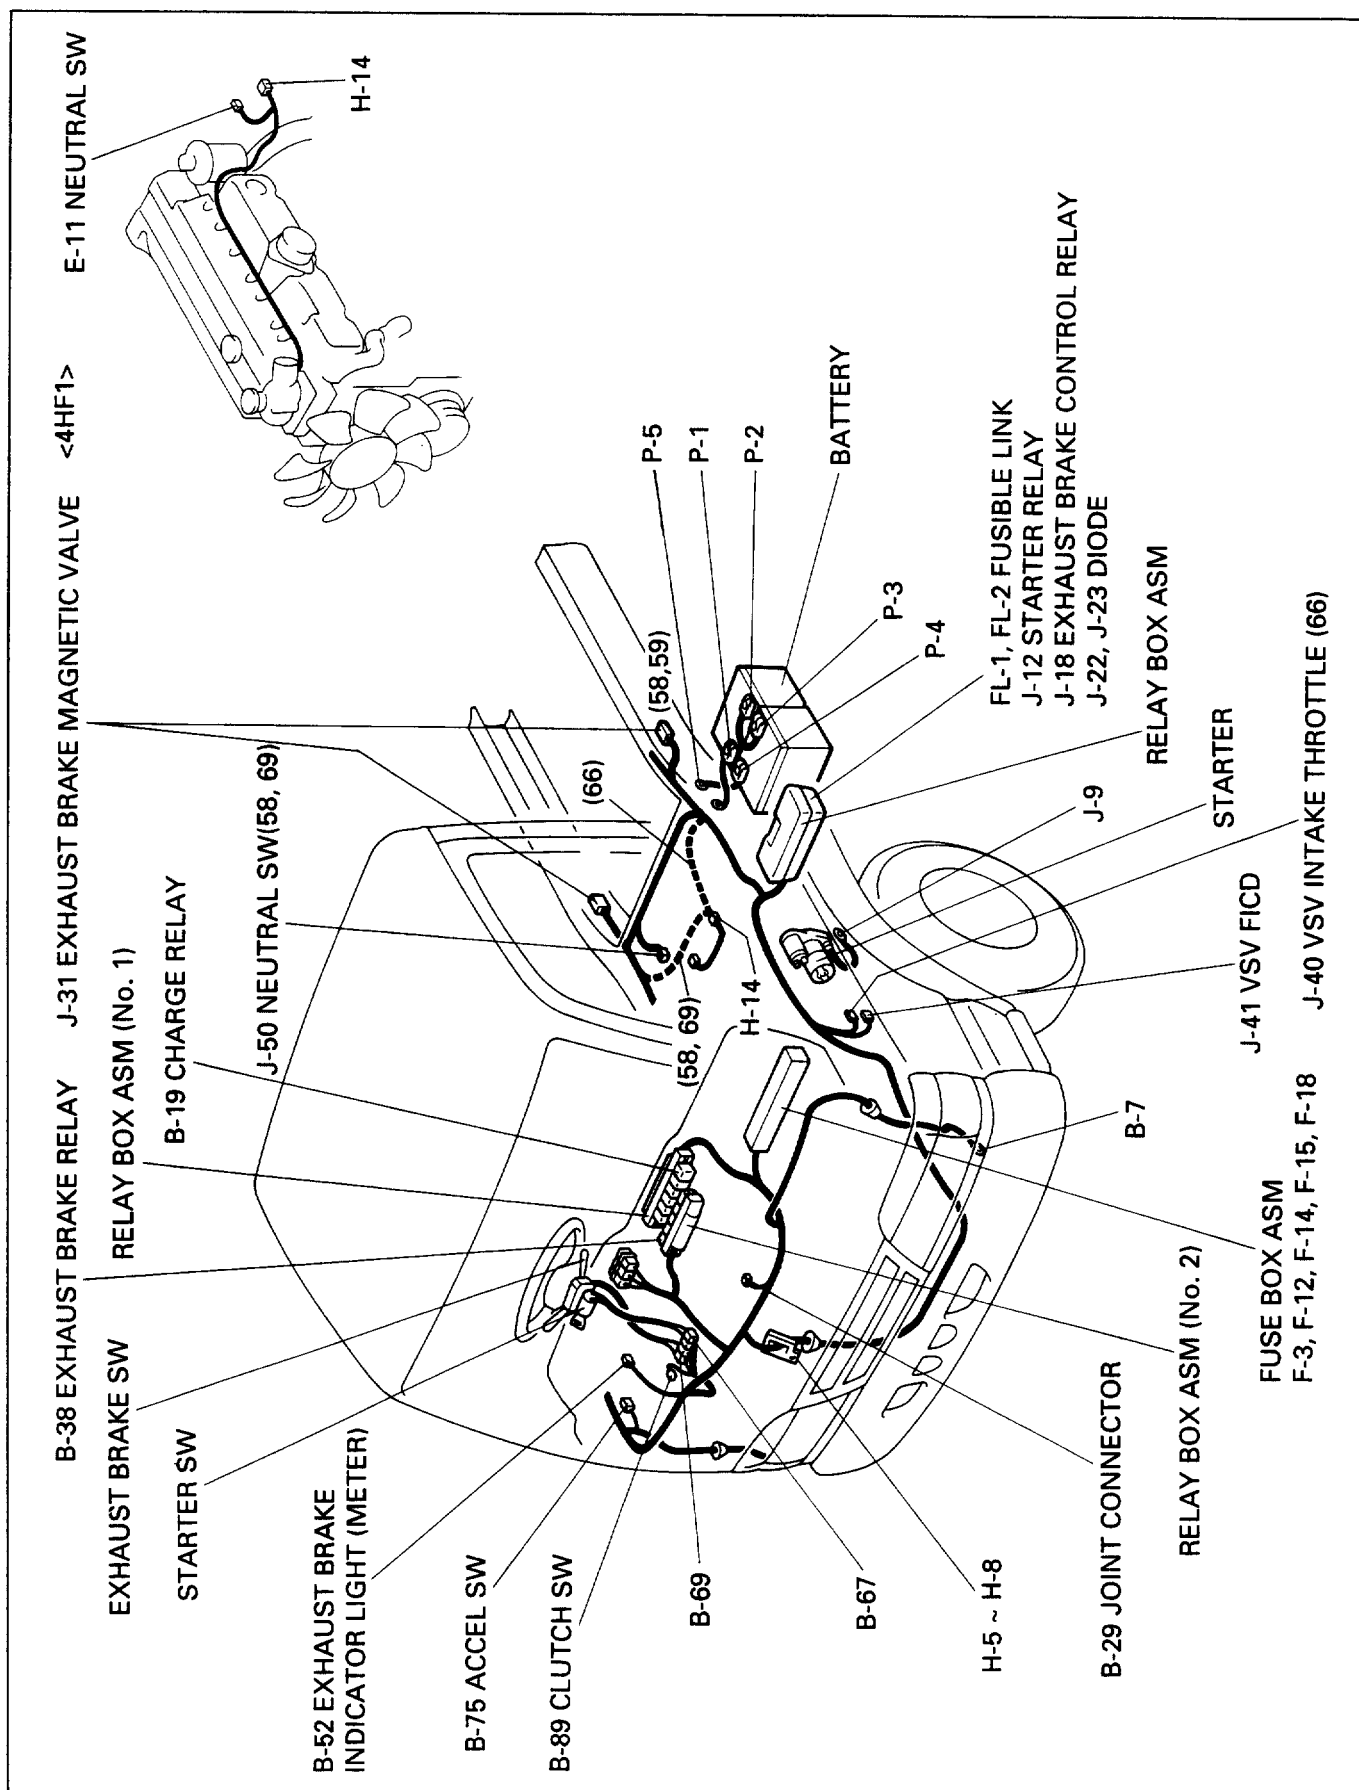 B-38 EXHAUST BRAKE RELAY
J-31 EXHAUST BRAKE MAGNETIC VALVE
<4HF1>
E-11 NEUTRAL SW
H-14
EXHAUST BRAKE SW
RELAY BOX ASM (No. 1)
B-19 CHARGE RELAY
STARTER SW
J-50 NEUTRAL SW(58, 69)
B-52 EXHAUST BRAKE
INDICATOR LIGHT (METER)
B-75 ACCEL SW
B-89 CLUTCH SW
B-69
B-67
H-5 ~ H-8
B-29 JOINT CONNECTOR
RELAY BOX ASM (No. 2)
FUSE BOX ASM
F-3, F-12, F-14, F-15, F-18
B-7
(58, 69)
H-14
(66)
(58,59)
P-5
P-1
P-2
BATTERY
P-3
P-4
FL-1, FL-2 FUSIBLE LINK
J-12 STARTER RELAY
J-18 EXHAUST BRAKE CONTROL RELAY
J-22, J-23 DIODE
RELAY BOX ASM
J-9
STARTER
J-41 VSV FICD
J-40 VSV INTAKE THROTTLE (66)